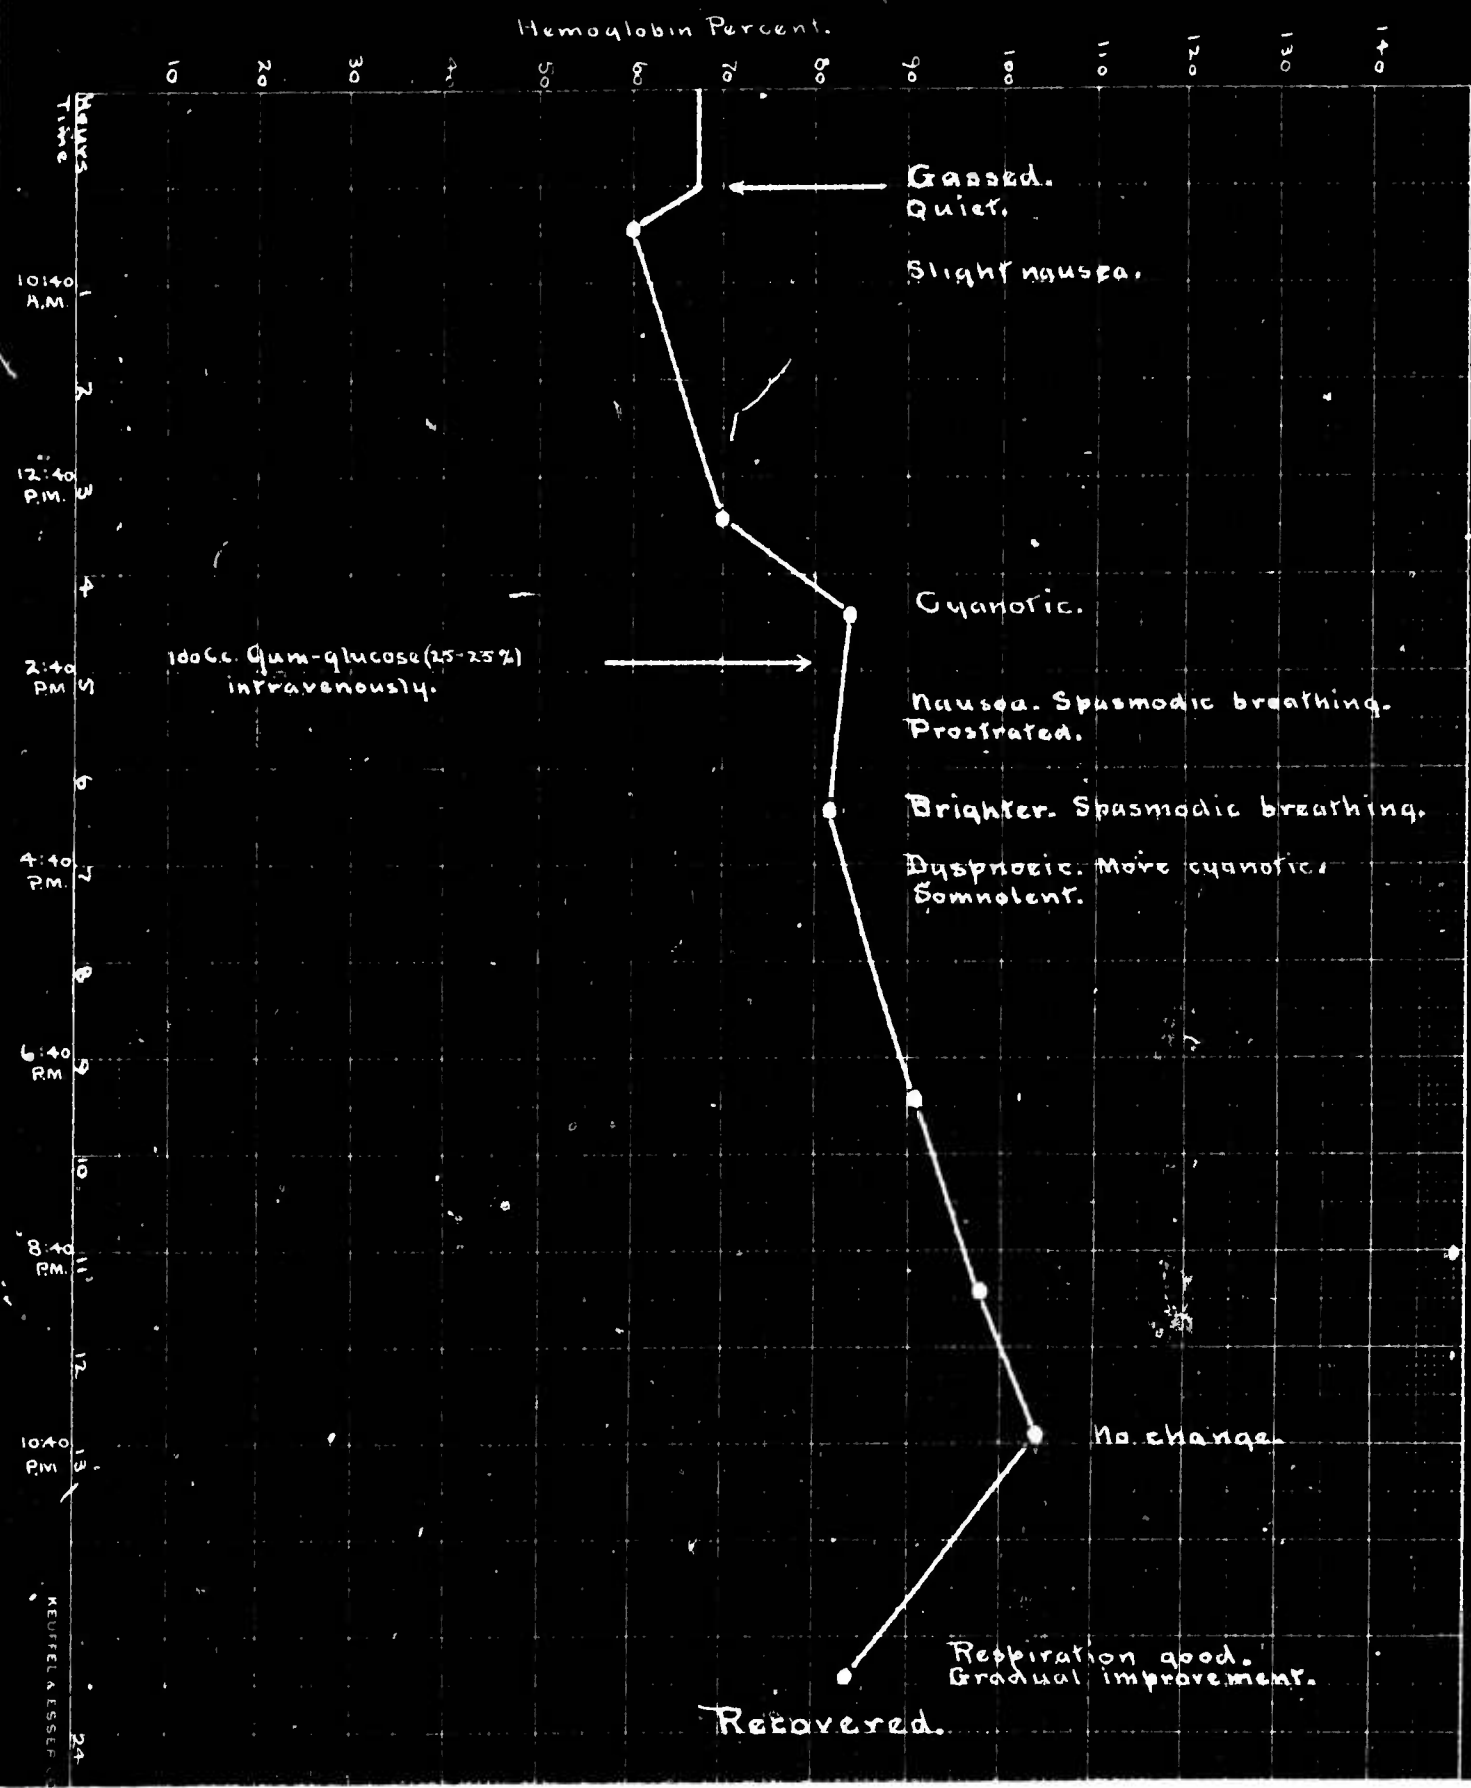 Hemoglobin Percent.
10 20 30 40 50 60 70 80 90 100 110 120 130 140
Hours
Time
Gassed.
Quiet.
Slight nausea.
10:40
A.M.
1
2
12:40
P.M.
3
4
Cyanotic.
100 C.c. Gum-glucose (25-25%)
intravenously.
2:40
P.M
5
Nausea. Spasmodic breathing.
Prostrated.
6
Brighter. Spasmodic breathing.
4:40
P.M.
7
Dyspnoeic. More cyanotic.
Somnolent.
8
6:40
P.M
9
10
8:40
P.M.
11
12
10:40
P.M
13
No change.
Respiration good.
Gradual improvement.
Recovered.
24
KEUFFEL & ESSER